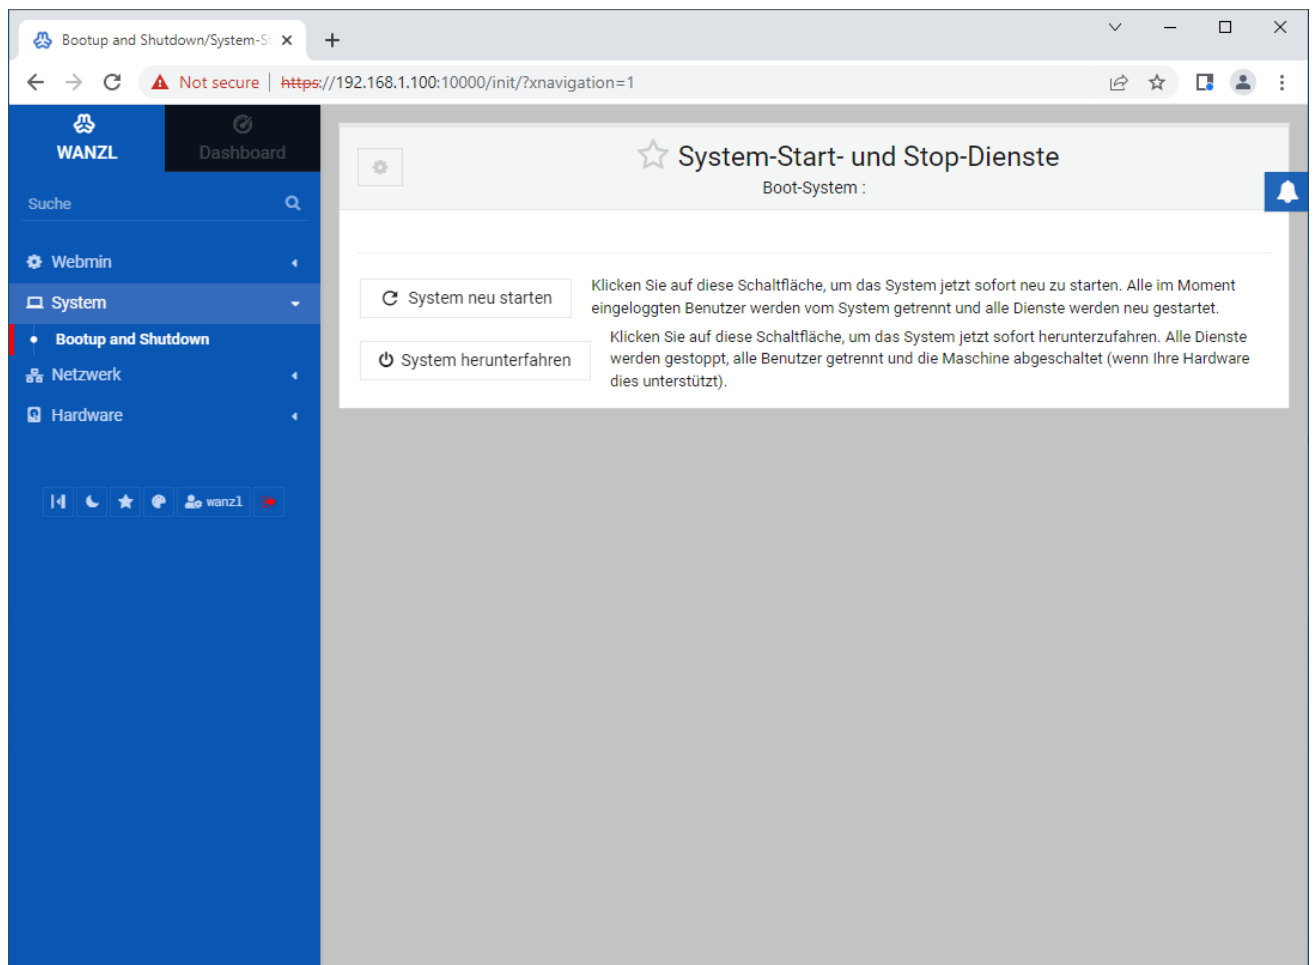 Bootup and Shutdown/System-S
Not secure | https://192.168.1.100:10000/init/?xnavigation=1
WANZL
Dashboard
Suche
Webmin
System
Bootup and Shutdown
Netzwerk
Hardware
wanzl
System-Start- und Stop-Dienste
Boot-System :
System neu starten
Klicken Sie auf diese Schaltfläche, um das System jetzt sofort neu zu starten. Alle im Moment
eingeloggten Benutzer werden vom System getrennt und alle Dienste werden neu gestartet.
System herunterfahren
Klicken Sie auf diese Schaltfläche, um das System jetzt sofort herunterzufahren. Alle Dienste
werden gestoppt, alle Benutzer getrennt und die Maschine abgeschaltet (wenn Ihre Hardware
dies unterstützt).